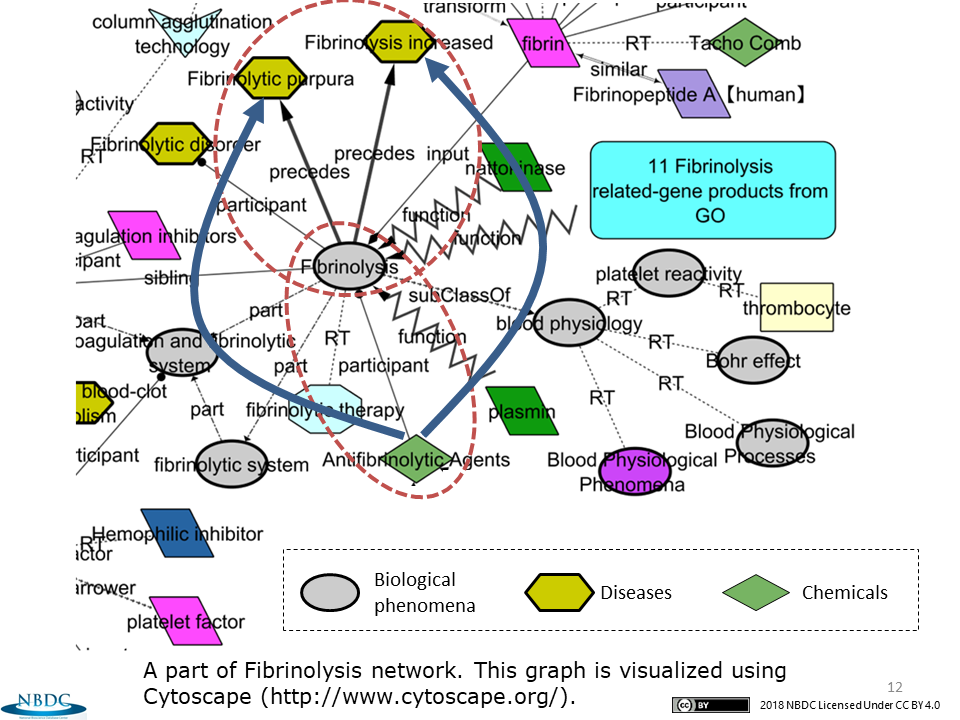 transform
participant
column agglutination
technology
Fibrinolysis increased
fibrin
RT
Tacho Comb
Fibrinolytic purpura
similar
Fibrinopeptide A【human】
activity
RT
Fibrinolytic disorder
precedes
precedes
input
nattokinase
11 Fibrinolysis
related-gene products from
GO
participant
function
function
agulation inhibitors
cipant
sibling
Fibrinolysis
platelet reactivity
RT
RT
thrombocyte
subClassOf
part
part
blood physiology
oagulation and fibrinolytic
system
RT
function
RT
Bohr effect
part
participant
RT
blood-clot
olism
part
fibrinolytic therapy
plasmin
RT
ticipant
fibrinolytic system
Antifibrinolytic Agents
Blood Physiological
Processes
Blood Physiological
Phenomena
Hemophilic inhibitor
RT
actor
arrower
platelet factor
Biological
phenomena
Diseases
Chemicals
A part of Fibrinolysis network. This graph is visualized using
Cytoscape (http://www.cytoscape.org/).
12
NBDC
cc BY
2018 NBDC Licensed Under CC BY 4.0